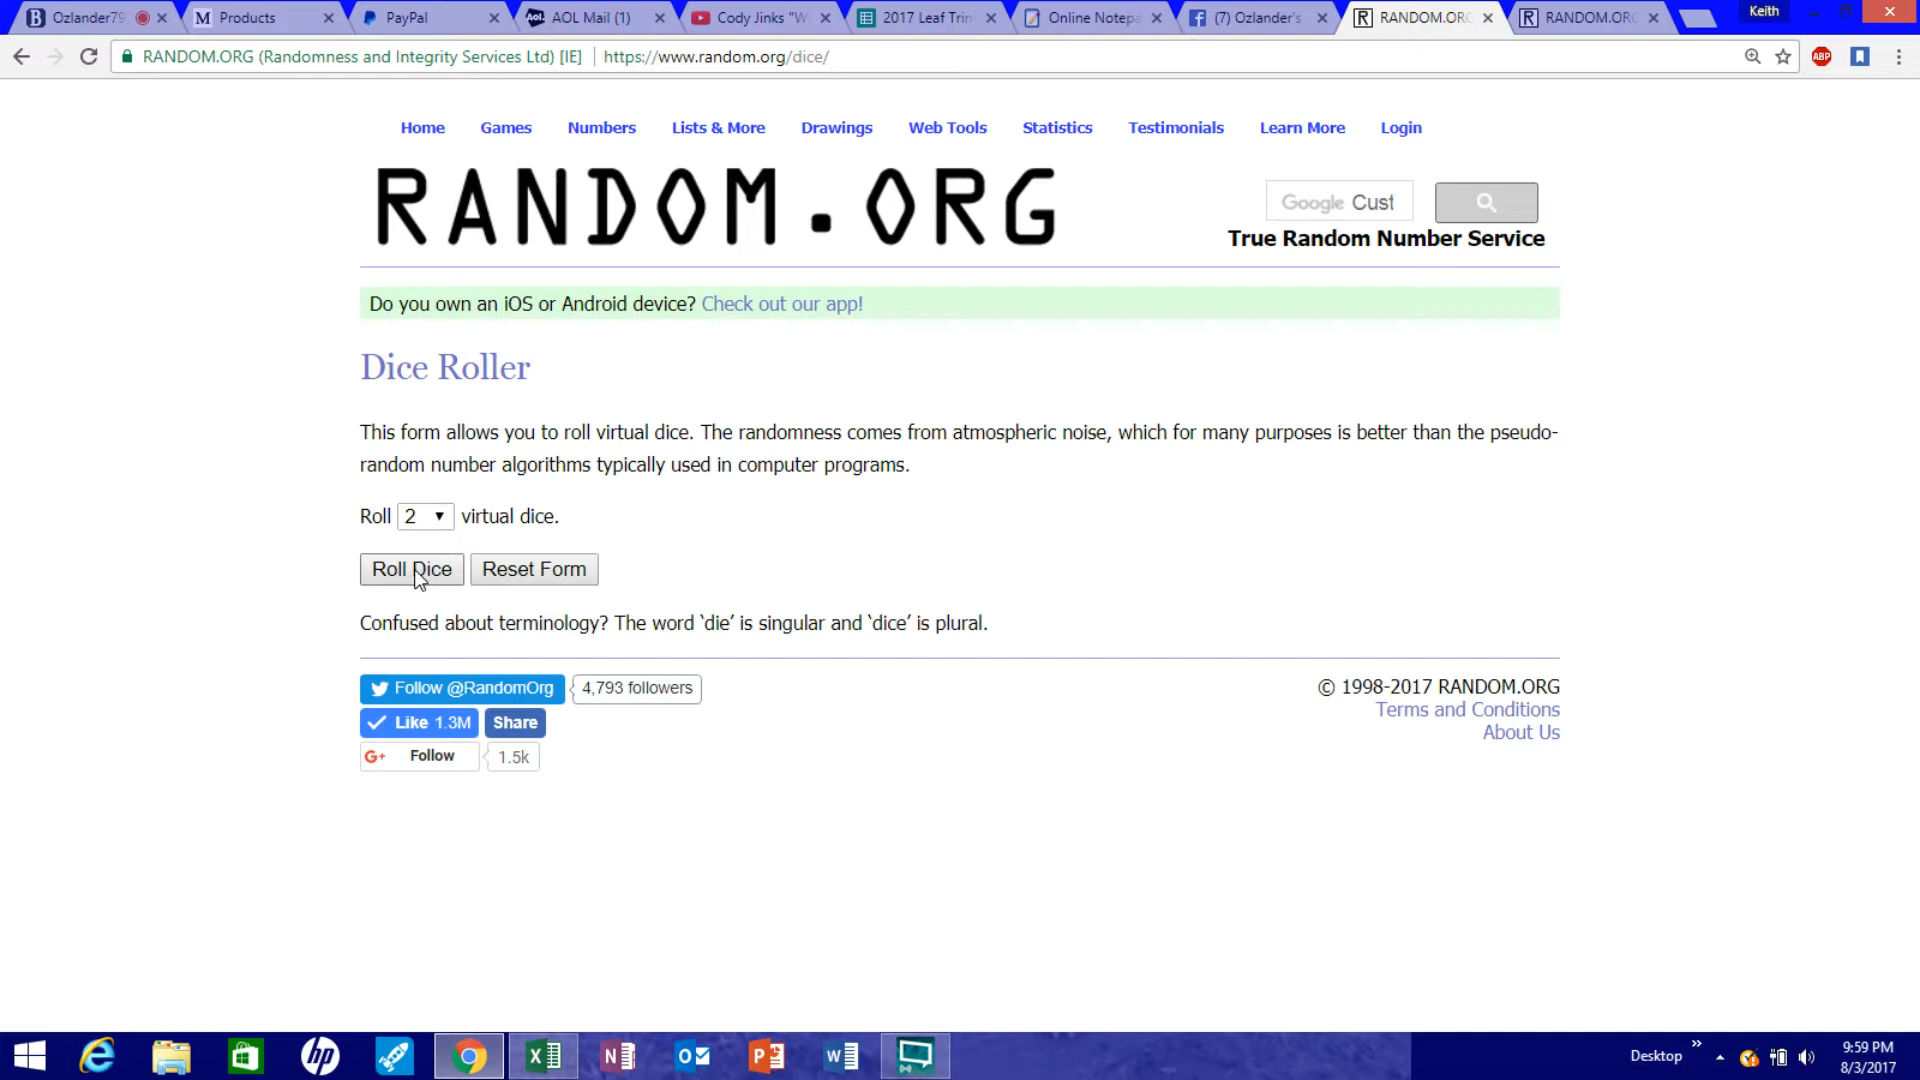 Ozlander79
Products
PayPal
AOL Mail (1)
Cody Jinks "W
2017 Leaf Trin
Online Notepa
(7) Ozlander's
RANDOM.ORG
RANDOM.ORG
Keith
RANDOM.ORG (Randomness and Integrity Services Ltd) [IE]
https://www.random.org/dice/
ABP
Home Games Numbers Lists & More Drawings Web Tools Statistics Testimonials Learn More Login
RANDOM.ORG
Google Cust
True Random Number Service
Do you own an iOS or Android device? Check out our app!
Dice Roller
This form allows you to roll virtual dice. The randomness comes from atmospheric noise, which for many purposes is better than the pseudo-
random number algorithms typically used in computer programs.
Roll 2 virtual dice.
Roll Dice Reset Form
Confused about terminology? The word ‘die’ is singular and ‘dice’ is plural.
Follow @RandomOrg 4,793 followers
Like 1.3M Share
Follow 1.5k
© 1998-2017 RANDOM.ORG
Terms and Conditions
About Us
Desktop
9:59 PM
8/3/2017